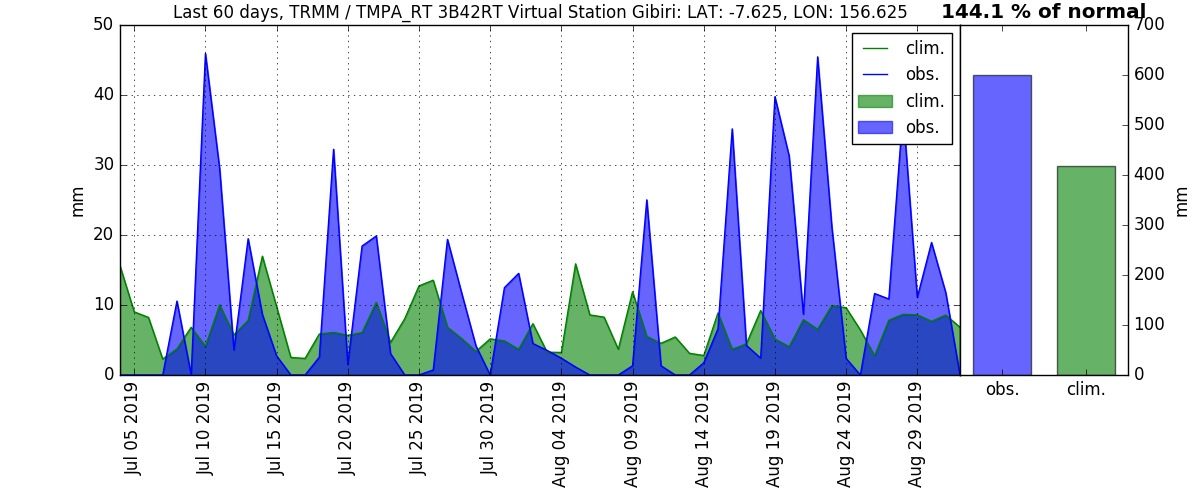 Last 60 days, TRMM / TMPA_RT 3B42RT Virtual Station Gibiri: LAT: -7.625, LON: 156.625
144.1 % of normal
50
40
30
20
10
0
mm
clim.
obs.
clim.
obs.
700
600
500
400
300
200
100
0
mm
obs.
clim.
Jul 05 2019
Jul 10 2019
Jul 15 2019
Jul 20 2019
Jul 25 2019
Jul 30 2019
Aug 04 2019
Aug 09 2019
Aug 14 2019
Aug 19 2019
Aug 24 2019
Aug 29 2019